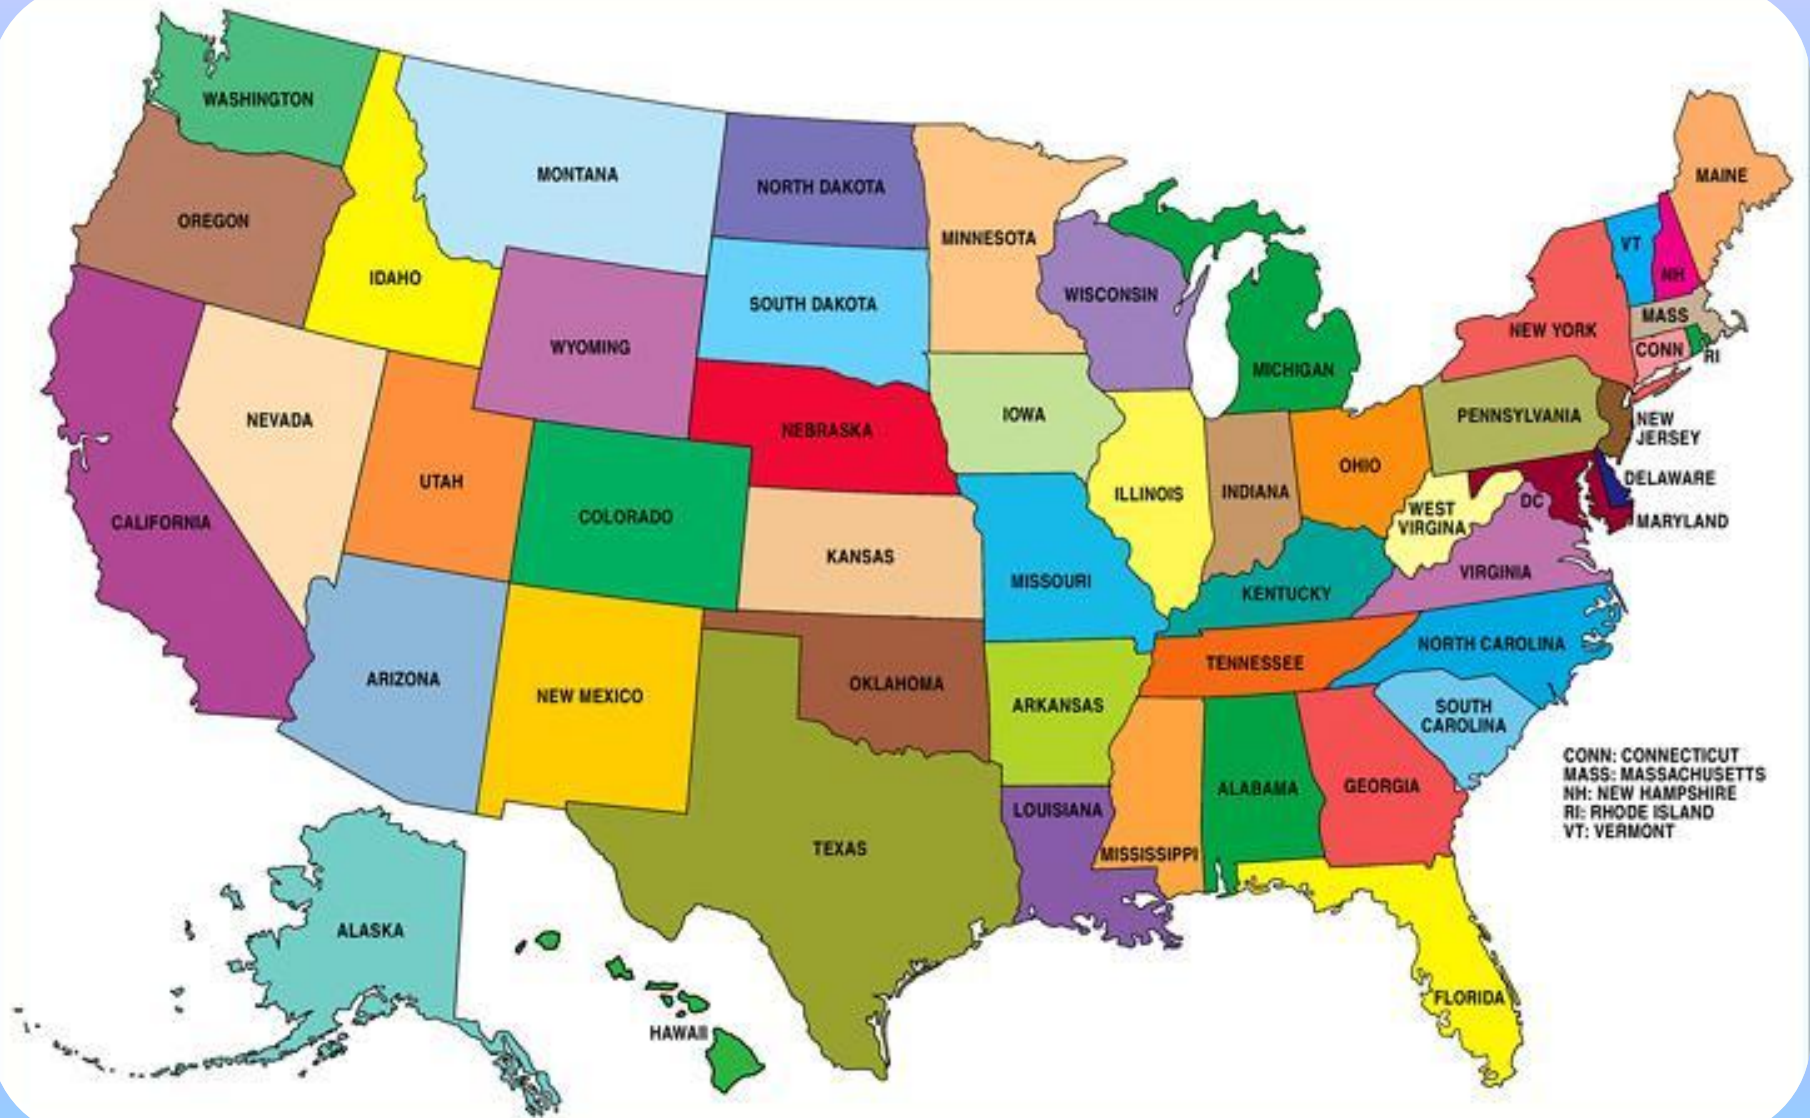 WASHINGTON
MONTANA
NORTH DAKOTA
MINNESOTA
MAINE
OREGON
IDAHO
WYOMING
SOUTH DAKOTA
WISCONSIN
MICHIGAN
VT
NH
NEW YORK
MASS
CONN
RI
NEVADA
UTAH
COLORADO
NEBRASKA
IOWA
ILLINOIS
INDIANA
OHIO
PENNSYLVANIA
NEW
JERSEY
DELAWARE
MARYLAND
DC
WEST
VIRGINA
CALIFORNIA
KANSAS
MISSOURI
KENTUCKY
VIRGINIA
ARIZONA
NEW MEXICO
OKLAHOMA
ARKANSAS
TENNESSEE
NORTH CAROLINA
SOUTH
CAROLINA
TEXAS
LOUISIANA
MISSISSIPPI
ALABAMA
GEORGIA
FLORIDA
ALASKA
HAWAII
CONN: CONNECTICUT
MASS: MASSACHUSETTS
NH: NEW HAMPSHIRE
RI: RHODE ISLAND
VT: VERMONT